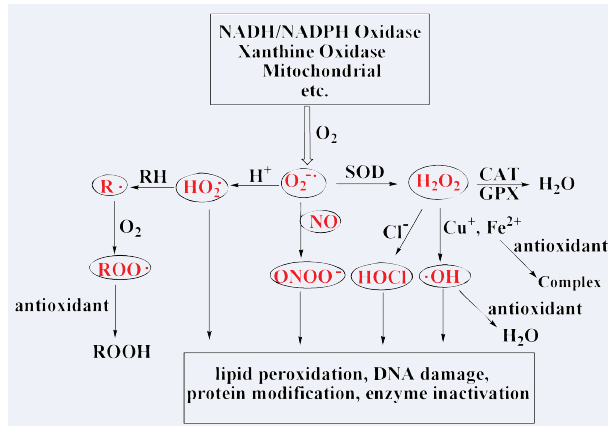 NADH/NADPH Oxidase
Xanthine Oxidase
Mitochondrial
etc.
O₂
R· RH HO₂· H⁺ O₂⁻· SOD H₂O₂ CAT GPX H₂O
O₂ NO Cl⁻ Cu⁺, Fe²⁺ antioxidant
ROO· ONOO⁻ HOCl ·OH Complex
antioxidant antioxidant
ROOH H₂O
lipid peroxidation, DNA damage,
protein modification, enzyme inactivation